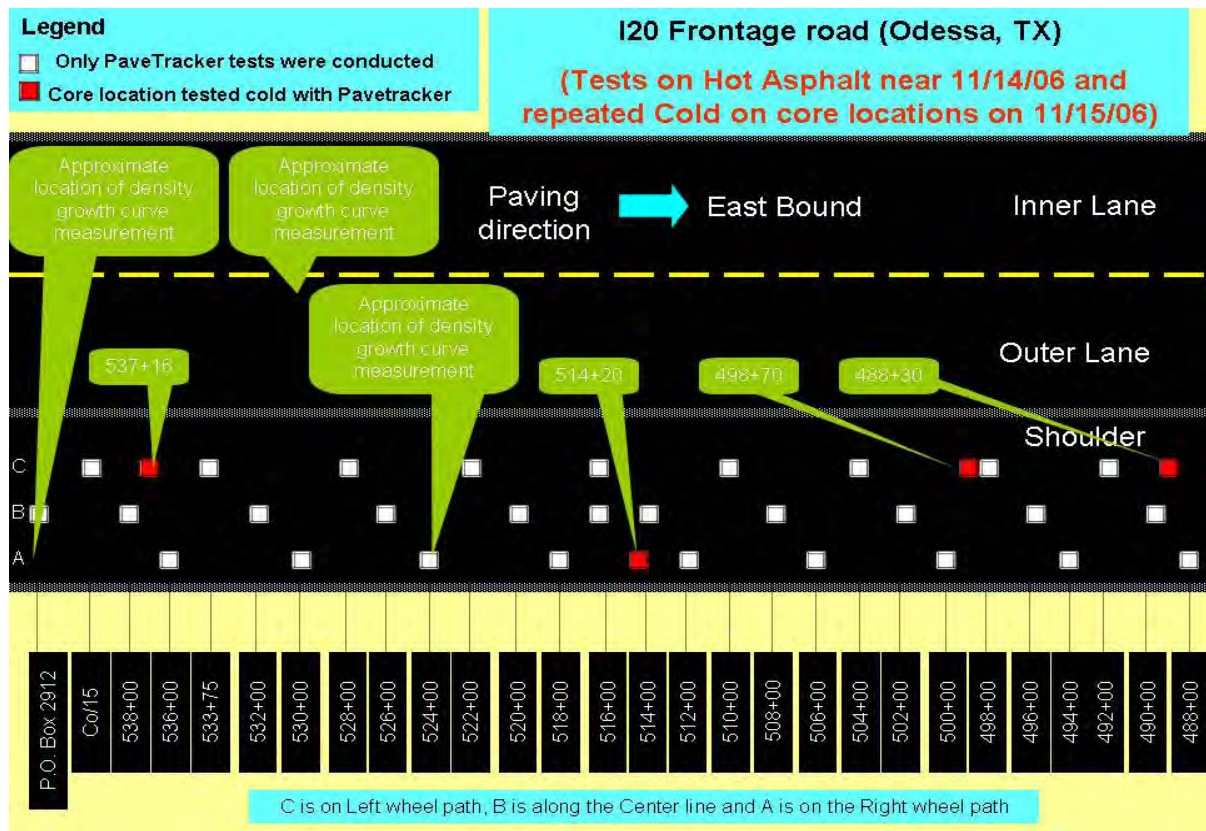 Legend
Only PaveTracker tests were conducted
Core location tested cold with Pavetracker
I20 Frontage road (Odessa, TX)
(Tests on Hot Asphalt near 11/14/06 and
repeated Cold on core locations on 11/15/06)
Approximate
location of density
growth curve
measurement
Approximate
location of density
growth curve
measurement
Paving
direction
East Bound
Inner Lane
Approximate
location of density
growth curve
measurement
Outer Lane
537+16
514+20
498+70
488+30
Shoulder
C
B
A
P.O. Box 2912
Co/15
538+00
536+00
533+75
532+00
530+00
528+00
526+00
524+00
522+00
520+00
518+00
516+00
514+00
512+00
510+00
508+00
506+00
504+00
502+00
500+00
498+00
496+00
494+00
492+00
490+00
488+00
C is on Left wheel path, B is along the Center line and A is on the Right wheel path